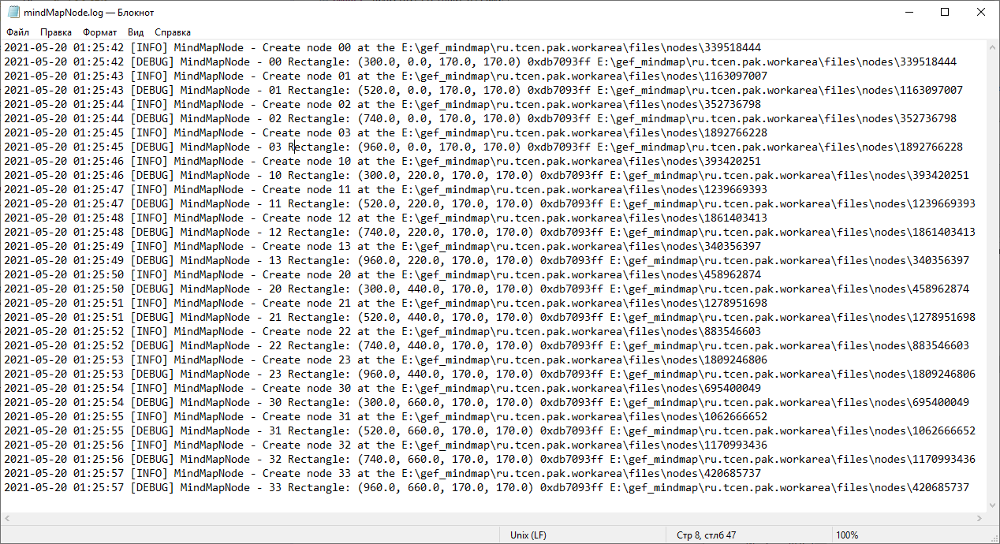 mindMapNode.log — Блокнот
Файл Правка Формат Вид Справка
2021-05-20 01:25:42 [INFO] MindMapNode - Create node 00 at the E:\gef_mindmap\ru.tcen.pak.workarea\files\nodes\339518444
2021-05-20 01:25:42 [DEBUG] MindMapNode - 00 Rectangle: (300.0, 0.0, 170.0, 170.0) 0xdb7093ff E:\gef_mindmap\ru.tcen.pak.workarea\files\nodes\339518444
2021-05-20 01:25:43 [INFO] MindMapNode - Create node 01 at the E:\gef_mindmap\ru.tcen.pak.workarea\files\nodes\1163097007
2021-05-20 01:25:43 [DEBUG] MindMapNode - 01 Rectangle: (520.0, 0.0, 170.0, 170.0) 0xdb7093ff E:\gef_mindmap\ru.tcen.pak.workarea\files\nodes\1163097007
2021-05-20 01:25:44 [INFO] MindMapNode - Create node 02 at the E:\gef_mindmap\ru.tcen.pak.workarea\files\nodes\352736798
2021-05-20 01:25:44 [DEBUG] MindMapNode - 02 Rectangle: (740.0, 0.0, 170.0, 170.0) 0xdb7093ff E:\gef_mindmap\ru.tcen.pak.workarea\files\nodes\352736798
2021-05-20 01:25:45 [INFO] MindMapNode - Create node 03 at the E:\gef_mindmap\ru.tcen.pak.workarea\files\nodes\1892766228
2021-05-20 01:25:45 [DEBUG] MindMapNode - 03 Rectangle: (960.0, 0.0, 170.0, 170.0) 0xdb7093ff E:\gef_mindmap\ru.tcen.pak.workarea\files\nodes\1892766228
2021-05-20 01:25:46 [INFO] MindMapNode - Create node 10 at the E:\gef_mindmap\ru.tcen.pak.workarea\files\nodes\393420251
2021-05-20 01:25:46 [DEBUG] MindMapNode - 10 Rectangle: (300.0, 220.0, 170.0, 170.0) 0xdb7093ff E:\gef_mindmap\ru.tcen.pak.workarea\files\nodes\393420251
2021-05-20 01:25:47 [INFO] MindMapNode - Create node 11 at the E:\gef_mindmap\ru.tcen.pak.workarea\files\nodes\1239669393
2021-05-20 01:25:47 [DEBUG] MindMapNode - 11 Rectangle: (520.0, 220.0, 170.0, 170.0) 0xdb7093ff E:\gef_mindmap\ru.tcen.pak.workarea\files\nodes\1239669393
2021-05-20 01:25:48 [INFO] MindMapNode - Create node 12 at the E:\gef_mindmap\ru.tcen.pak.workarea\files\nodes\1861403413
2021-05-20 01:25:48 [DEBUG] MindMapNode - 12 Rectangle: (740.0, 220.0, 170.0, 170.0) 0xdb7093ff E:\gef_mindmap\ru.tcen.pak.workarea\files\nodes\1861403413
2021-05-20 01:25:49 [INFO] MindMapNode - Create node 13 at the E:\gef_mindmap\ru.tcen.pak.workarea\files\nodes\340356397
2021-05-20 01:25:49 [DEBUG] MindMapNode - 13 Rectangle: (960.0, 220.0, 170.0, 170.0) 0xdb7093ff E:\gef_mindmap\ru.tcen.pak.workarea\files\nodes\340356397
2021-05-20 01:25:50 [INFO] MindMapNode - Create node 20 at the E:\gef_mindmap\ru.tcen.pak.workarea\files\nodes\458962874
2021-05-20 01:25:50 [DEBUG] MindMapNode - 20 Rectangle: (300.0, 440.0, 170.0, 170.0) 0xdb7093ff E:\gef_mindmap\ru.tcen.pak.workarea\files\nodes\458962874
2021-05-20 01:25:51 [INFO] MindMapNode - Create node 21 at the E:\gef_mindmap\ru.tcen.pak.workarea\files\nodes\1278951698
2021-05-20 01:25:51 [DEBUG] MindMapNode - 21 Rectangle: (520.0, 440.0, 170.0, 170.0) 0xdb7093ff E:\gef_mindmap\ru.tcen.pak.workarea\files\nodes\1278951698
2021-05-20 01:25:52 [INFO] MindMapNode - Create node 22 at the E:\gef_mindmap\ru.tcen.pak.workarea\files\nodes\883546603
2021-05-20 01:25:52 [DEBUG] MindMapNode - 22 Rectangle: (740.0, 440.0, 170.0, 170.0) 0xdb7093ff E:\gef_mindmap\ru.tcen.pak.workarea\files\nodes\883546603
2021-05-20 01:25:53 [INFO] MindMapNode - Create node 23 at the E:\gef_mindmap\ru.tcen.pak.workarea\files\nodes\1809246806
2021-05-20 01:25:53 [DEBUG] MindMapNode - 23 Rectangle: (960.0, 440.0, 170.0, 170.0) 0xdb7093ff E:\gef_mindmap\ru.tcen.pak.workarea\files\nodes\1809246806
2021-05-20 01:25:54 [INFO] MindMapNode - Create node 30 at the E:\gef_mindmap\ru.tcen.pak.workarea\files\nodes\695400049
2021-05-20 01:25:54 [DEBUG] MindMapNode - 30 Rectangle: (300.0, 660.0, 170.0, 170.0) 0xdb7093ff E:\gef_mindmap\ru.tcen.pak.workarea\files\nodes\695400049
2021-05-20 01:25:55 [INFO] MindMapNode - Create node 31 at the E:\gef_mindmap\ru.tcen.pak.workarea\files\nodes\1062666652
2021-05-20 01:25:55 [DEBUG] MindMapNode - 31 Rectangle: (520.0, 660.0, 170.0, 170.0) 0xdb7093ff E:\gef_mindmap\ru.tcen.pak.workarea\files\nodes\1062666652
2021-05-20 01:25:56 [INFO] MindMapNode - Create node 32 at the E:\gef_mindmap\ru.tcen.pak.workarea\files\nodes\1170993436
2021-05-20 01:25:56 [DEBUG] MindMapNode - 32 Rectangle: (740.0, 660.0, 170.0, 170.0) 0xdb7093ff E:\gef_mindmap\ru.tcen.pak.workarea\files\nodes\1170993436
2021-05-20 01:25:57 [INFO] MindMapNode - Create node 33 at the E:\gef_mindmap\ru.tcen.pak.workarea\files\nodes\420685737
2021-05-20 01:25:57 [DEBUG] MindMapNode - 33 Rectangle: (960.0, 660.0, 170.0, 170.0) 0xdb7093ff E:\gef_mindmap\ru.tcen.pak.workarea\files\nodes\420685737
Unix (LF) Стр 8, стлб 47 100%